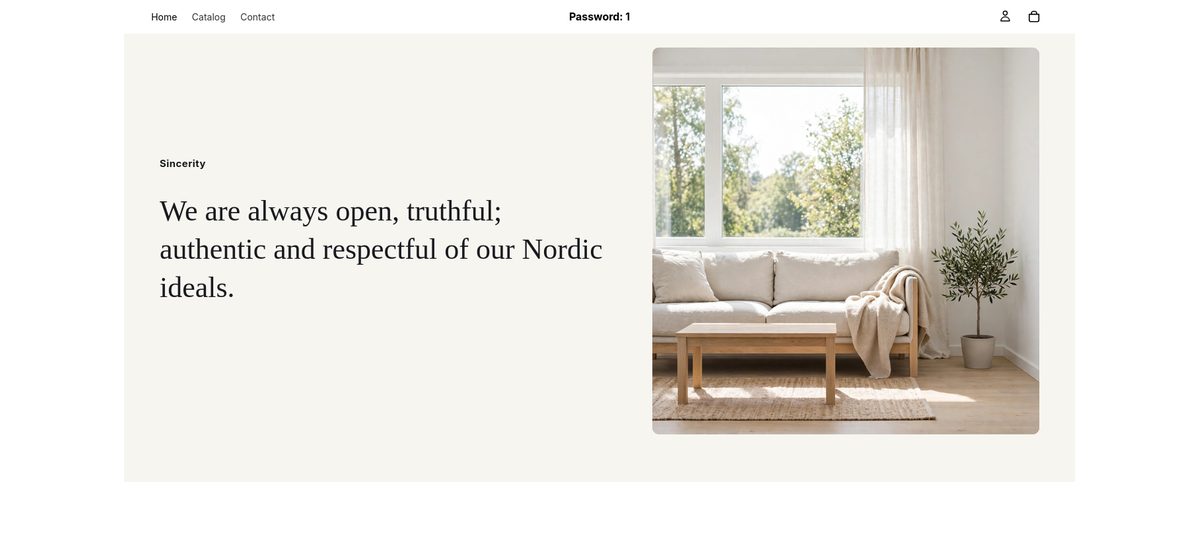 Home Catalog Contact Password: 1
Sincerity
We are always open, truthful;
authentic and respectful of our Nordic
ideals.